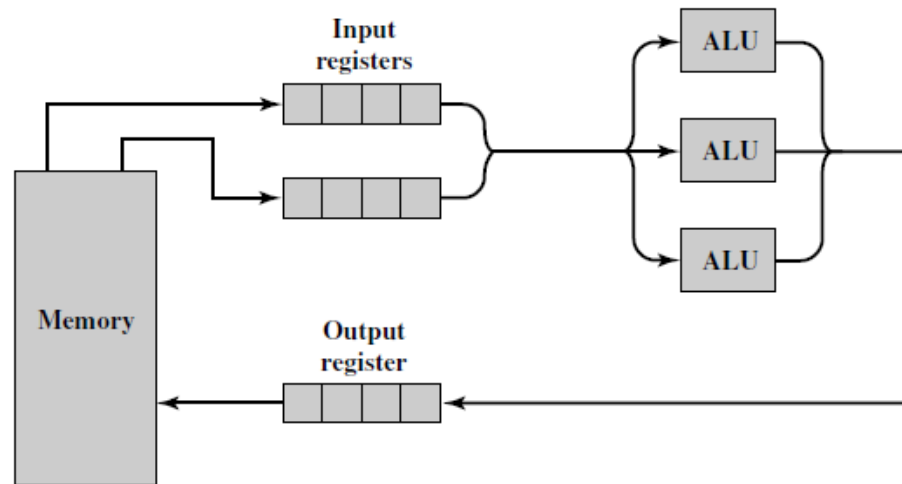 Input
registers
ALU
ALU
ALU
Memory
Output
register